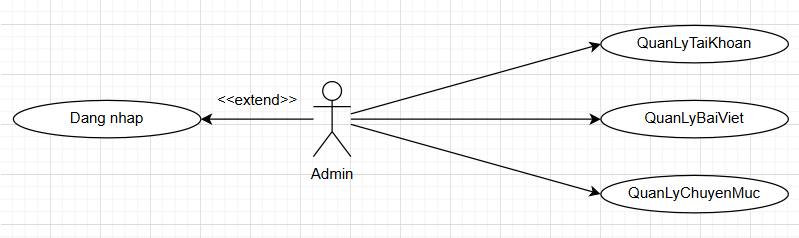 QuanLyTaiKhoan
<<extend>>
Dang nhap
QuanLyBaiViet
Admin
QuanLyChuyenMuc